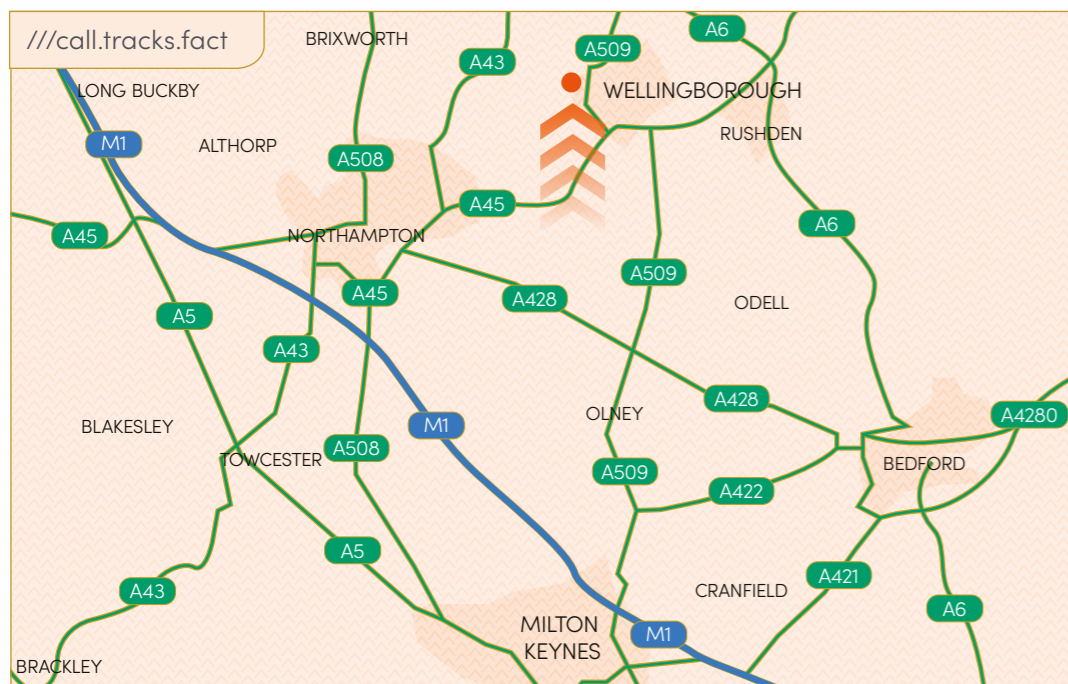 ///call.tracks.fact
BRIXWORTH
A6
A509
A43
LONG BUCKBY
WELLINGBOROUGH
M1
ALTHORP
A508
RUSHDEN
A45
A45
NORTHAMPTON
A6
A509
A45
A428
ODELL
A5
A43
A428
A4280
BLAKESLEY
M1
OLNEY
TOWCESTER
A508
A509
BEDFORD
A422
A5
A421
A43
CRANFIELD
A6
MILTON
KEYNES
M1
BRACKLEY